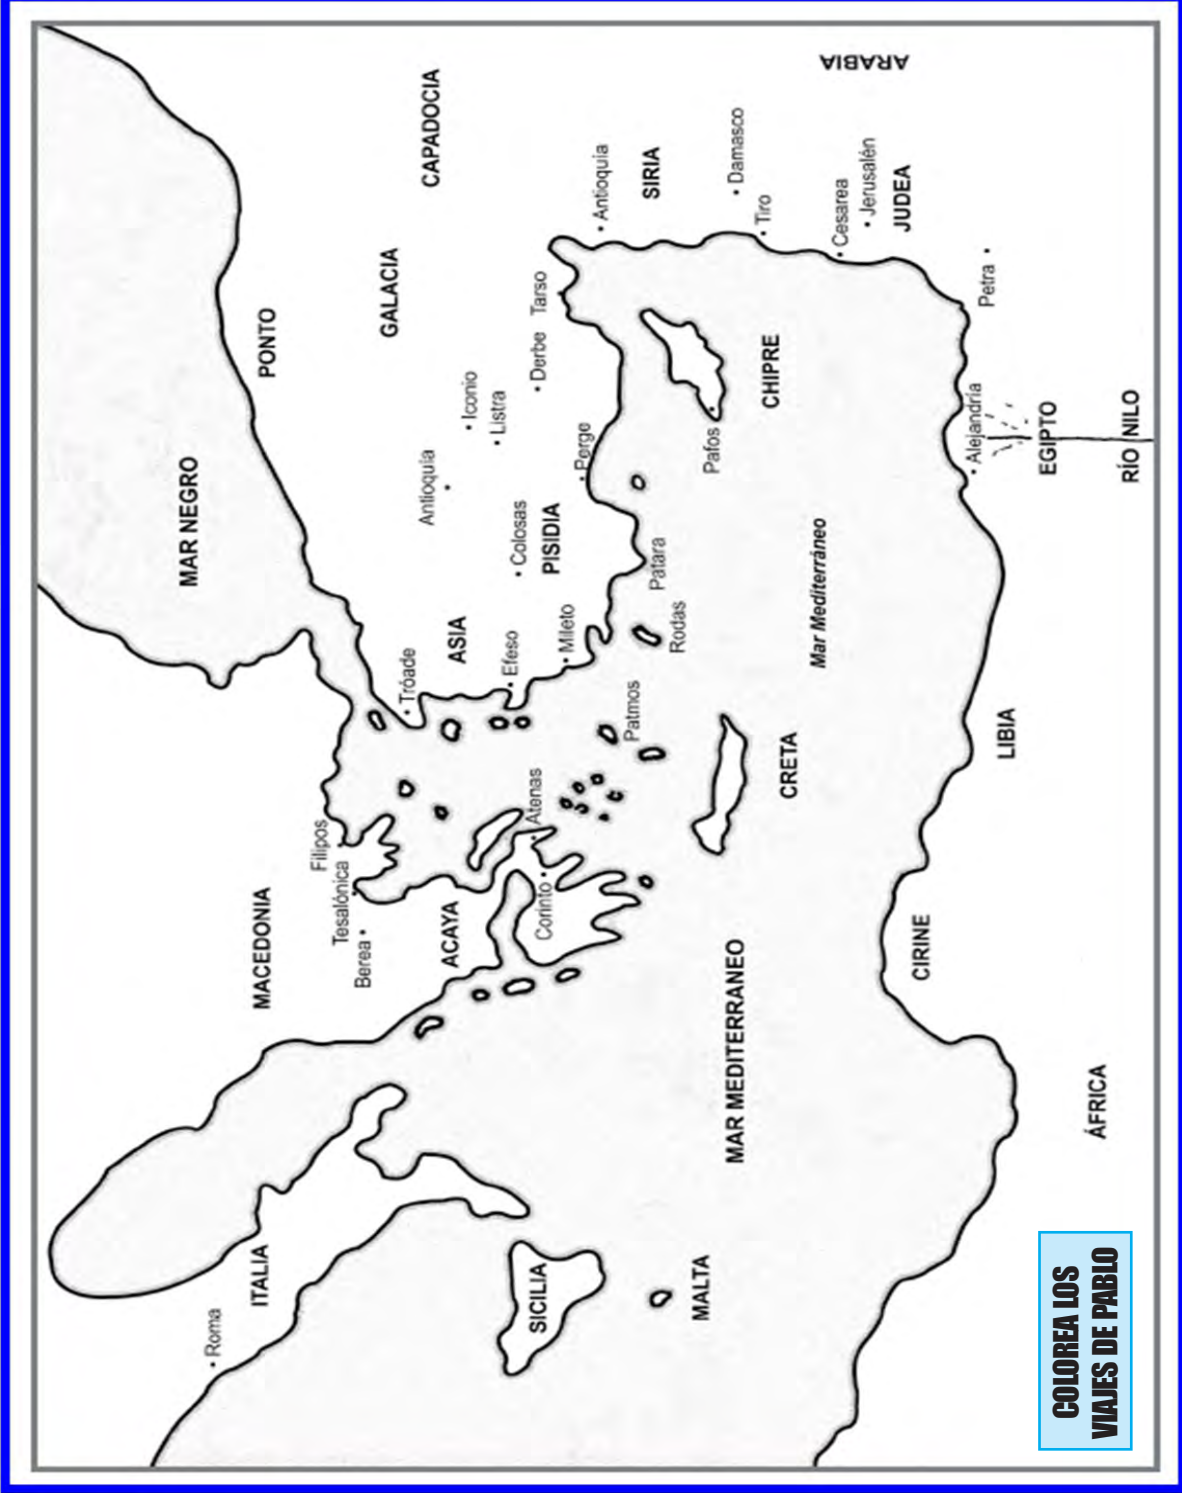 MAR NEGRO
PONTO
CAPADOCIA
GALACIA
MACEDONIA
Filipos
Tesalónica
Berea
Tróade
ASIA
Antioquia
Iconio
Listra
Derbe
Tarso
Efeso
Colosas
PISIDIA
Mileto
Perge
Patara
Rodas
Patmos
ACAYA
Atenas
Corinto
Roma
ITALIA
SICILIA
MALTA
CRETA
CHIPRE
Pafos
Antioquia
SIRIA
Damasco
Tiro
Cesarea
Jerusalén
JUDEA
ARABIA
Petra
MAR MEDITERRANEO
Mar Mediterráneo
CIRINE
LIBIA
Alejandría
EGIPTO
RÍO NILO
ÁFRICA
COLOREA LOS
VIAJES DE PABLO